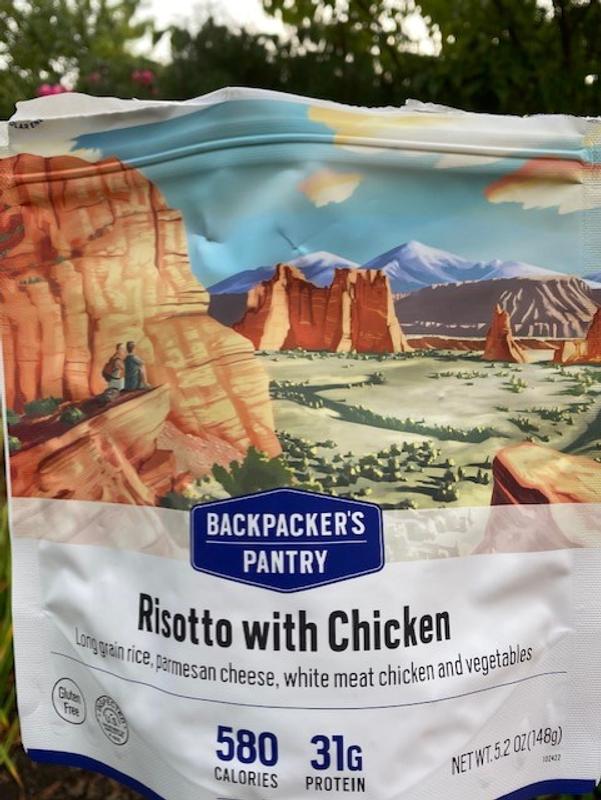 BACKPACKER'S
PANTRY
Risotto with Chicken
Long grain rice, parmesan cheese, white meat chicken and vegetables
Gluten
Free
580
CALORIES
31G
PROTEIN
NET WT. 5.2 OZ (148g)
102422